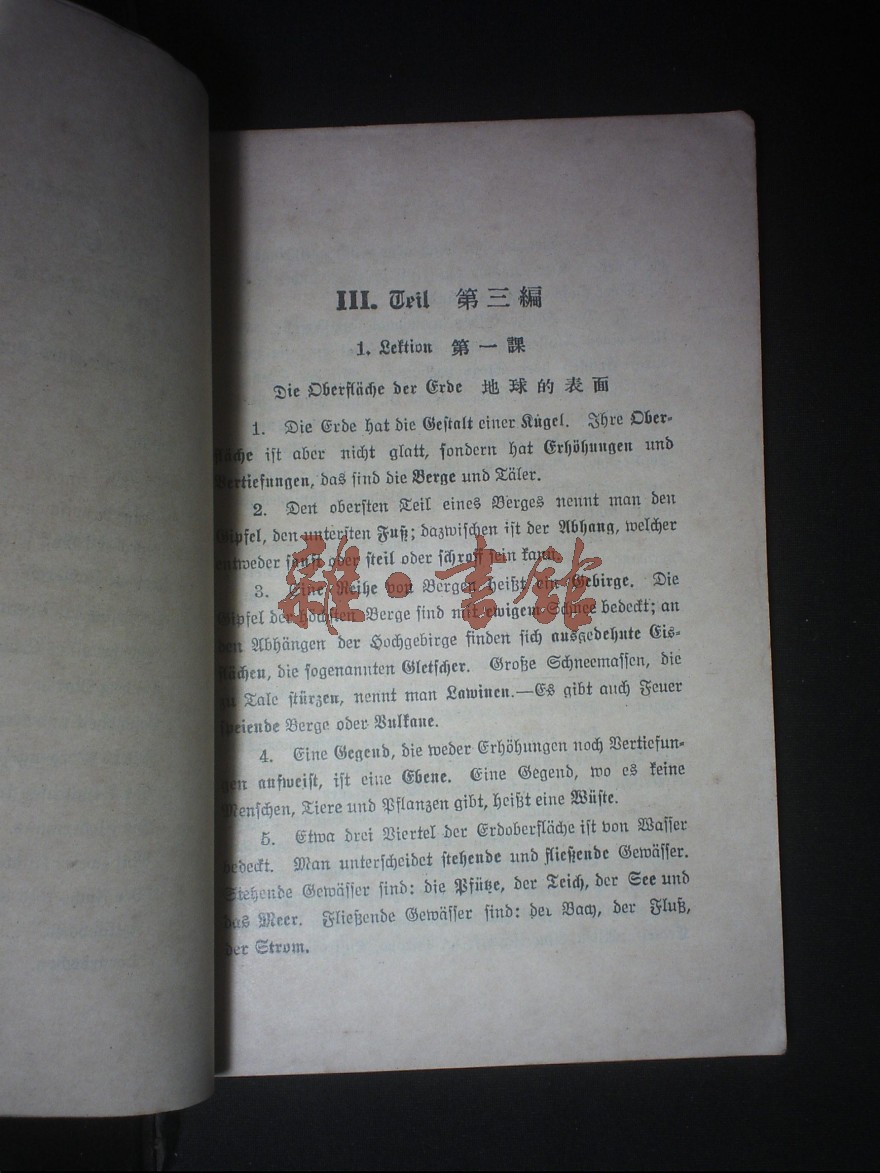 III. Teil 第三編
1. Lektion 第一課
Die Oberfläche der Erde 地球的表面
1. Die Erde hat die Geſtalt einer Kugel. Ihre Ober-
fläche iſt aber nicht glatt, ſondern hat Erhöhungen und
Vertiefungen, das ſind die Berge und Täler.
2. Den oberſten Teil eines Berges nennt man den
Gipfel, den unterſten Fuß; dazwiſchen iſt der Abhang, welcher
entweder ſanft oder ſteil oder ſchroff ſein kann.
3. Eine Reihe von Bergen heißt ein Gebirge. Die
Gipfel der höchſten Berge ſind mit ewigem Schnee bedeckt; an
den Abhängen der Hochgebirge finden ſich ausgedehnte Eis-
flächen, die ſogenannten Gletſcher. Große Schneemaſſen, die
zu Tale ſtürzen, nennt man Lawinen.—Es gibt auch Feuer
ſpeiende Berge oder Vulkane.
4. Eine Gegend, die weder Erhöhungen noch Vertiefun-
gen aufweiſt, iſt eine Ebene. Eine Gegend, wo es keine
Menſchen, Tiere und Pflanzen gibt, heißt eine Wüſte.
5. Etwa drei Viertel der Erdoberfläche iſt von Waſſer
bedeckt. Man unterſcheidet ſtehende und fließende Gewäſſer.
Stehende Gewäſſer ſind: die Pfütze, der Teich, der See und
das Meer. Fließende Gewäſſer ſind: der Bach, der Fluß,
der Strom.
雜·書館